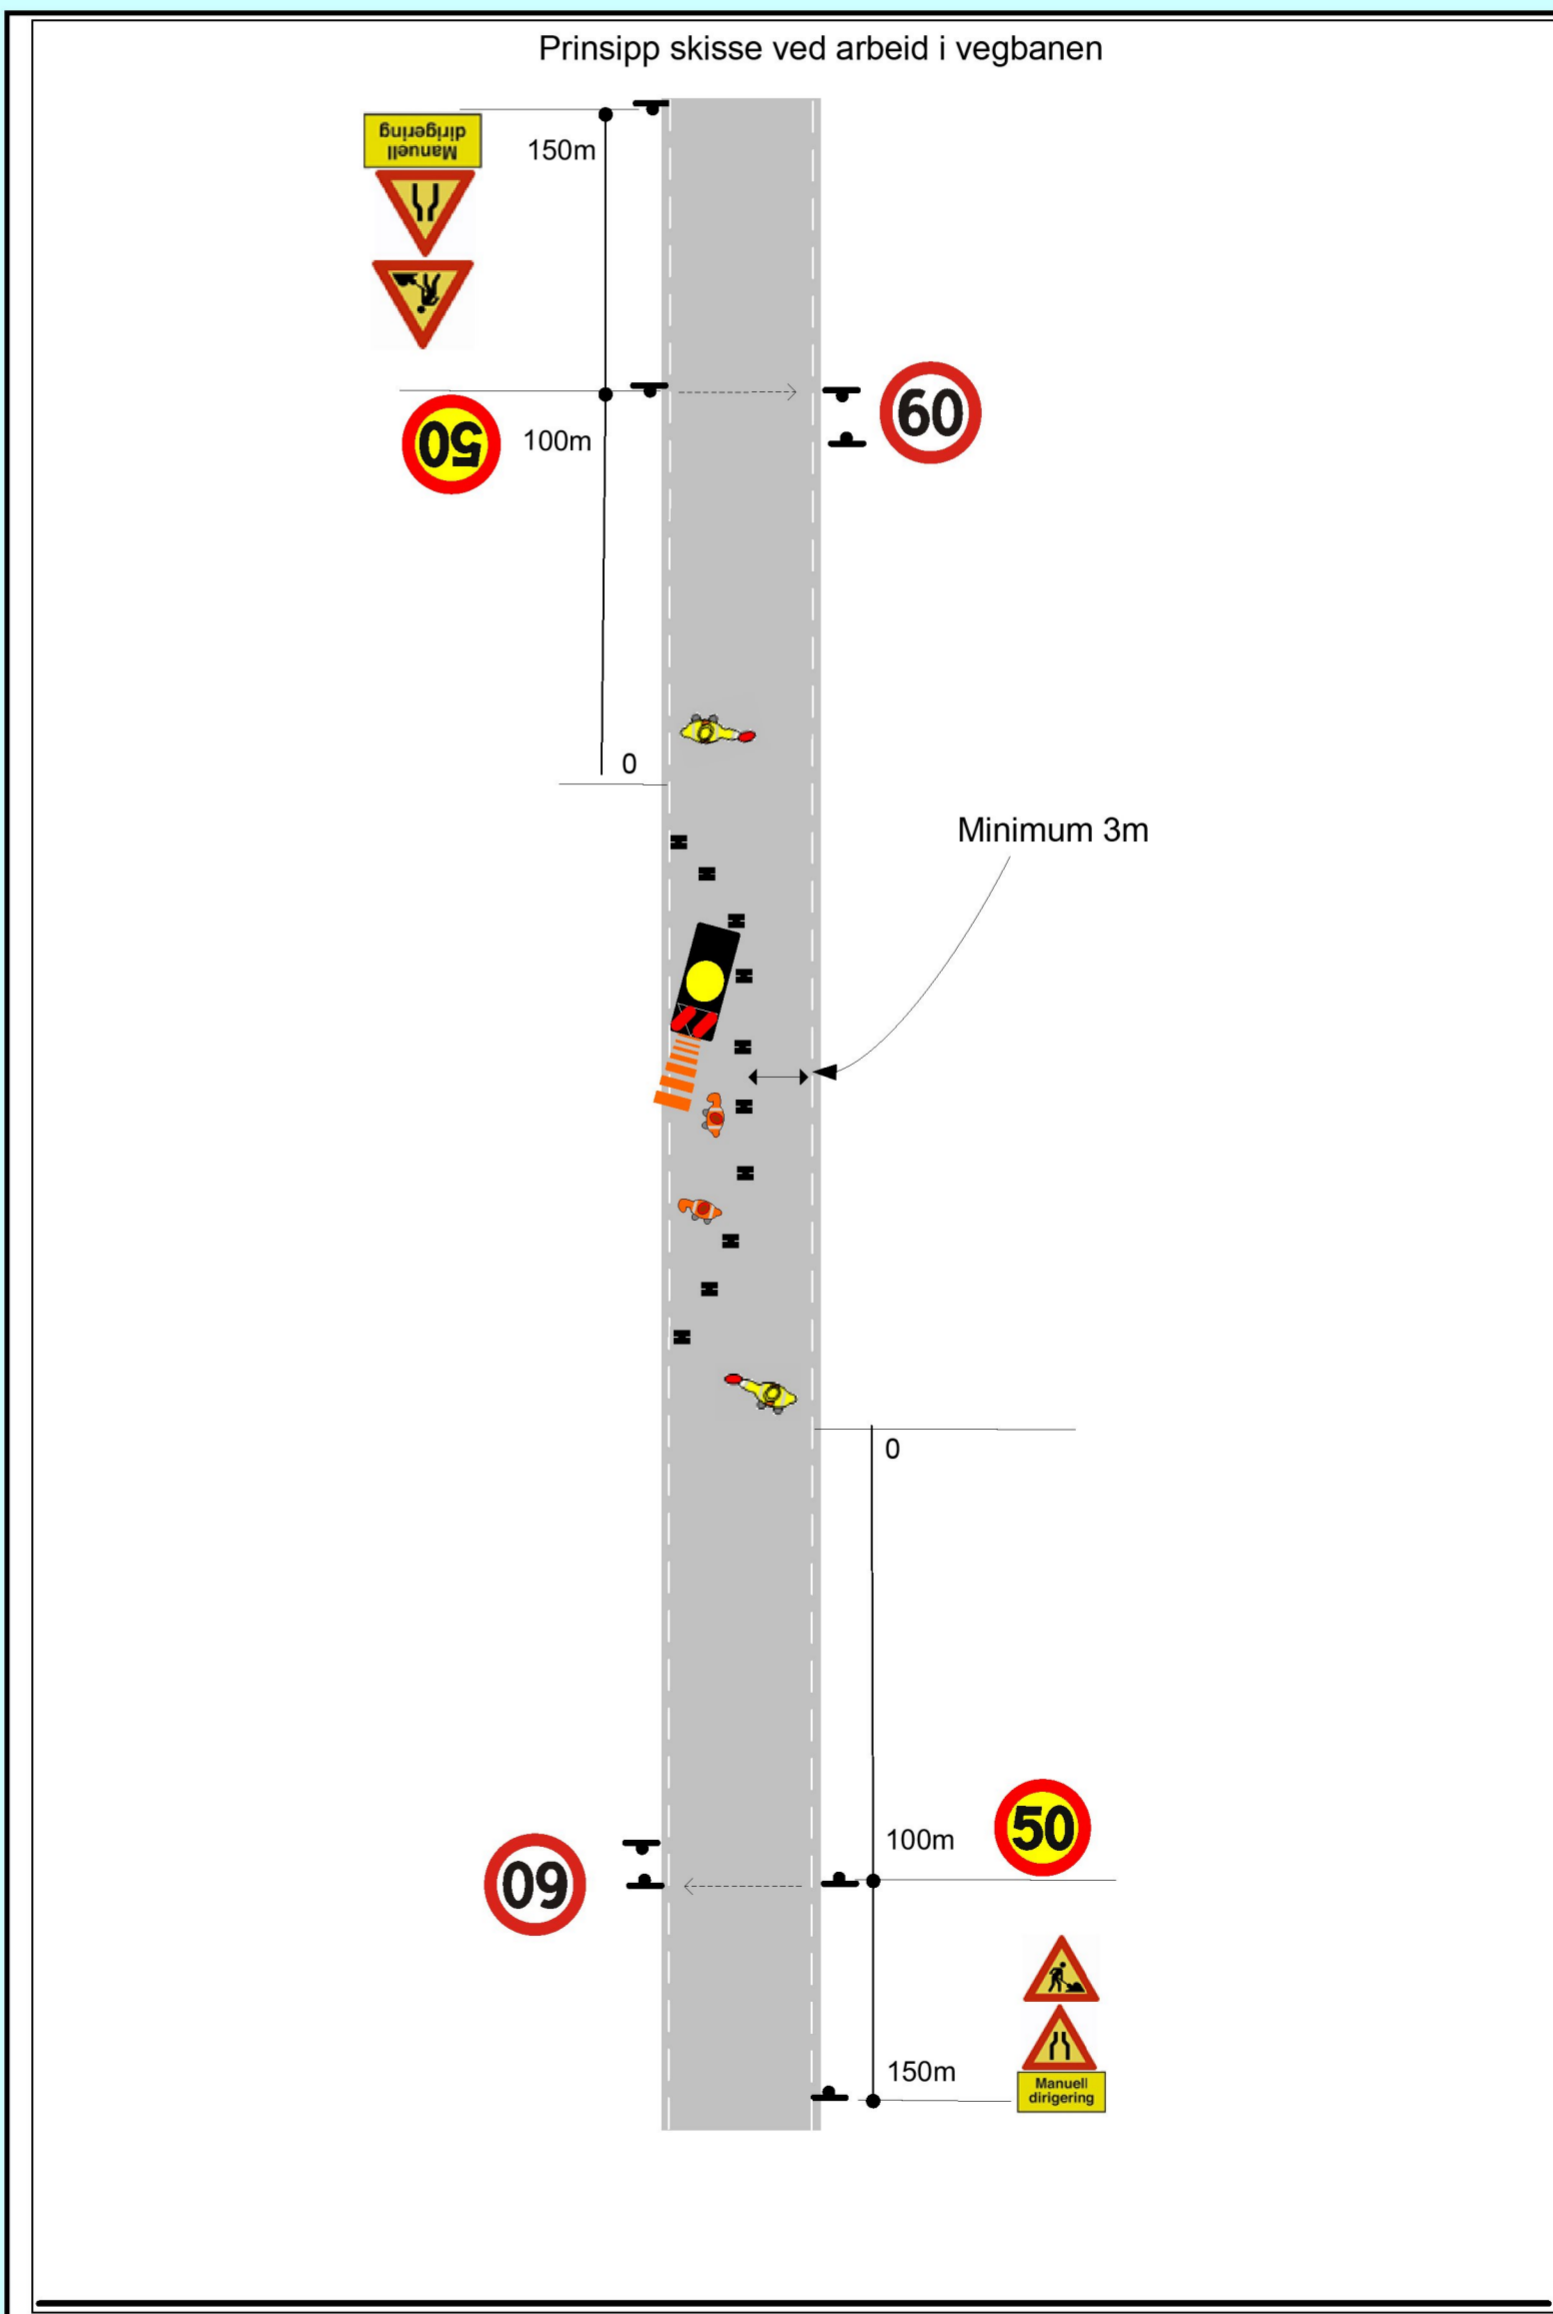 Prinsipp skisse ved arbeid i vegbanen
Manuell
dirigering
150m
50
100m
60
0
Minimum 3m
0
50
100m
60
150m
Manuell
dirigering